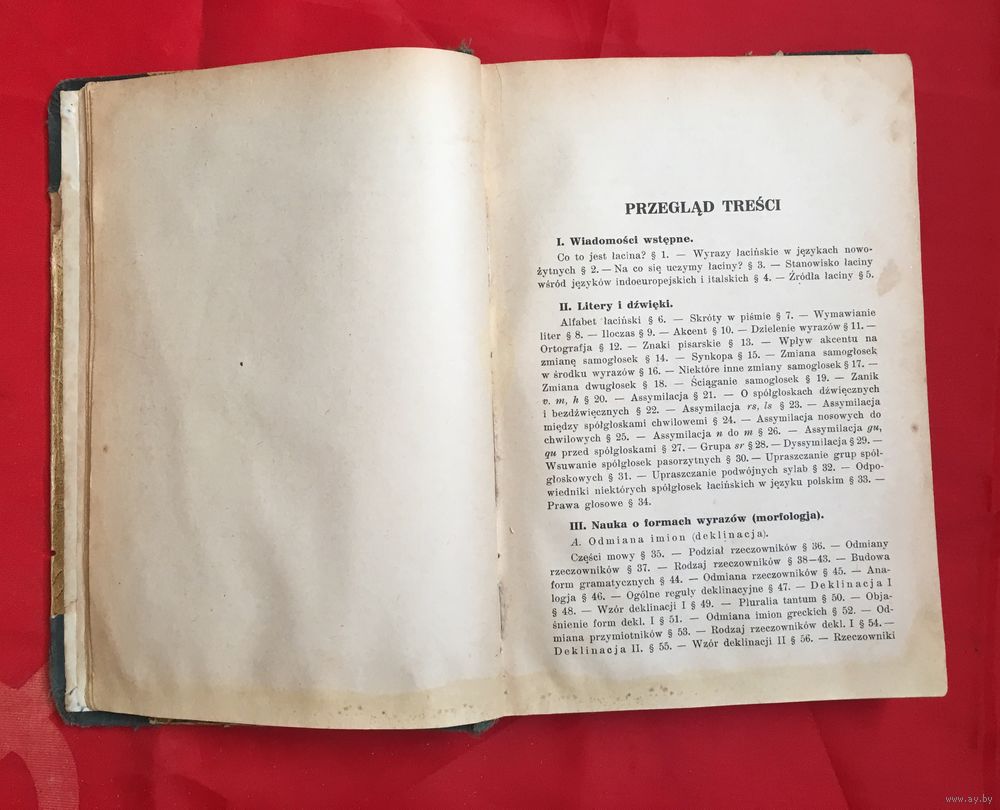 PRZEGLĄD TREŚCI
I. Wiadomości wstępne.
Co to jest łacina? § 1. — Wyrazy łacińskie w językach nowo-
żytnych § 2. — Na co się uczymy łaciny? § 3. — Stanowisko łaciny
wśród języków indoeuropejskich i italskich § 4. — Źródła łaciny § 5.
II. Litery i dźwięki.
Alfabet łaciński § 6. — Skróty w piśmie § 7. — Wymawianie
liter § 8. — Iloczas § 9. — Akcent § 10. — Dzielenie wyrazów § 11. —
Ortografja § 12. — Znaki pisarskie § 13. — Wpływ akcentu na
zmianę samogłosek § 14. — Synkopa § 15. — Zmiana samogłosek
w środku wyrazów § 16. — Niektóre inne zmiany samogłosek § 17. —
Zmiana dwugłosek § 18. — Ściąganie samogłosek § 19. — Zanik
v, m, h § 20. — Assymilacja § 21. — O spółgłoskach dźwięcznych
i bezdźwięcznych § 22. — Assymilacja rs, ls § 23. — Assymilacja
między spółgłoskami chwilowemi § 24. — Assymilacja nosowych do
chwilowych § 25. — Assymilacja n do m § 26. — Assymilacja gu,
qu przed spółgłoskami § 27. — Grupa sr § 28. — Dyssymilacja § 29. —
Wsuwanie spółgłosek pasorzytnych § 30. — Upraszczanie grup spół-
głoskowych § 31. — Upraszczanie podwójnych sylab § 32. — Odpo-
wiedniki niektórych spółgłosek łacińskich w języku polskim § 33. —
Prawa głosowe § 34.
III. Nauka o formach wyrazów (morfologja).
A. Odmiana imion (deklinacja).
Części mowy § 35. — Podział rzeczowników § 36. — Odmiany
rzeczowników § 37. — Rodzaj rzeczowników § 38—43. — Budowa
form gramatycznych § 44. — Odmiana rzeczowników § 45. — Ana-
logja § 46. — Ogólne reguły deklinacyjne § 47. — Deklinacja I
§ 48. — Wzór deklinacji I § 49. — Pluralia tantum § 50. — Obja-
śnienie form dekl. I § 51. — Odmiana imion greckich § 52. — Od-
miana przymiotników § 53. — Rodzaj rzeczowników dekl. I § 54. —
Deklinacja II. § 55. — Wzór deklinacji II § 56. — Rzeczowniki
www.ay.by